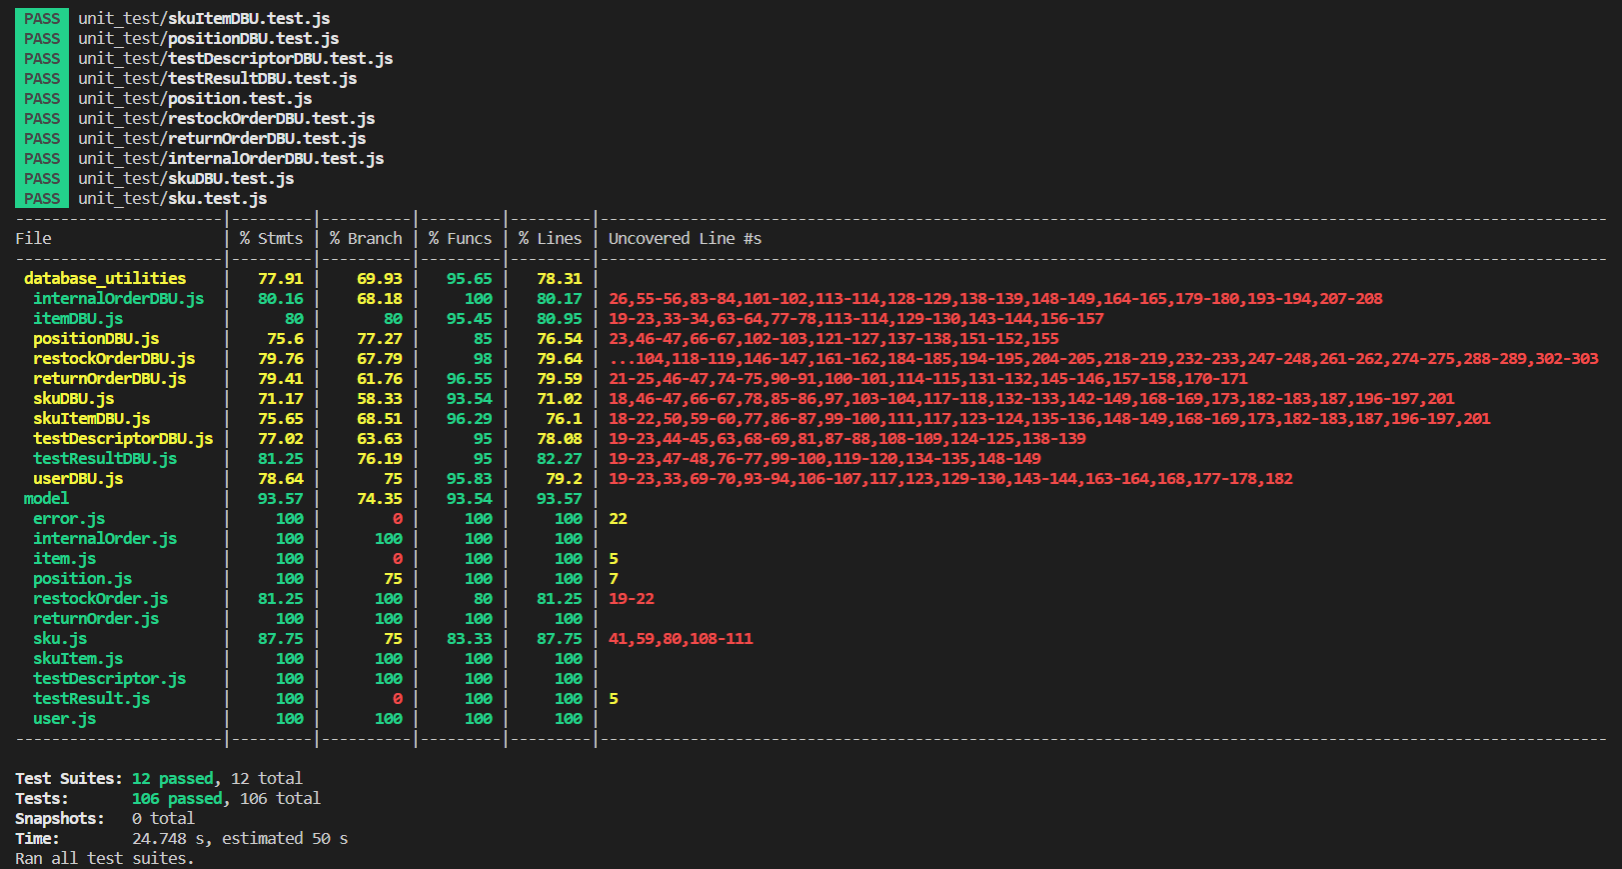 PASS unit_test/skuItemDBU.test.js
PASS unit_test/positionDBU.test.js
PASS unit_test/testDescriptorDBU.test.js
PASS unit_test/testResultDBU.test.js
PASS unit_test/position.test.js
PASS unit_test/restockOrderDBU.test.js
PASS unit_test/returnOrderDBU.test.js
PASS unit_test/internalOrderDBU.test.js
PASS unit_test/skuDBU.test.js
PASS unit_test/sku.test.js
File | % Stmts | % Branch | % Funcs | % Lines | Uncovered Line #s
database_utilities | 77.91 | 69.93 | 95.65 | 78.31 |
internalOrderDBU.js | 80.16 | 68.18 | 100 | 80.17 | 26,55-56,83-84,101-102,113-114,128-129,138-139,148-149,164-165,179-180,193-194,207-208
itemDBU.js | 80 | 80 | 95.45 | 80.95 | 19-23,33-34,63-64,77-78,113-114,129-130,143-144,156-157
positionDBU.js | 75.6 | 77.27 | 85 | 76.54 | 23,46-47,66-67,102-103,121-127,137-138,151-152,155
restockOrderDBU.js | 79.76 | 67.79 | 98 | 79.64 | ...104,118-119,146-147,161-162,184-185,194-195,204-205,218-219,232-233,247-248,261-262,274-275,288-289,302-303
returnOrderDBU.js | 79.41 | 61.76 | 96.55 | 79.59 | 21-25,46-47,74-75,90-91,100-101,114-115,131-132,145-146,157-158,170-171
skuDBU.js | 71.17 | 58.33 | 93.54 | 71.02 | 18,46-47,66-67,78,85-86,97,103-104,117-118,132-133,142-149,168-169,173,182-183,187,196-197,201
skuItemDBU.js | 75.65 | 68.51 | 96.29 | 76.1 | 18-22,50,59-60,77,86-87,99-100,111,117,123-124,135-136,148-149,168-169,173,182-183,187,196-197,201
testDescriptorDBU.js | 77.02 | 63.63 | 95 | 78.08 | 19-23,44-45,63,68-69,81,87-88,108-109,124-125,138-139
testResultDBU.js | 81.25 | 76.19 | 95 | 82.27 | 19-23,47-48,76-77,99-100,119-120,134-135,148-149
userDBU.js | 78.64 | 75 | 95.83 | 79.2 | 19-23,33,69-70,93-94,106-107,117,123,129-130,143-144,163-164,168,177-178,182
model | 93.57 | 74.35 | 93.54 | 93.57 |
error.js | 100 | 0 | 100 | 100 | 22
internalOrder.js | 100 | 100 | 100 | 100 |
item.js | 100 | 0 | 100 | 100 | 5
position.js | 100 | 75 | 100 | 100 | 7
restockOrder.js | 81.25 | 100 | 80 | 81.25 | 19-22
returnOrder.js | 100 | 100 | 100 | 100 |
sku.js | 87.75 | 75 | 83.33 | 87.75 | 41,59,80,108-111
skuItem.js | 100 | 100 | 100 | 100 |
testDescriptor.js | 100 | 100 | 100 | 100 |
testResult.js | 100 | 0 | 100 | 100 | 5
user.js | 100 | 100 | 100 | 100 |
Test Suites: 12 passed, 12 total
Tests: 106 passed, 106 total
Snapshots: 0 total
Time: 24.748 s, estimated 50 s
Ran all test suites.